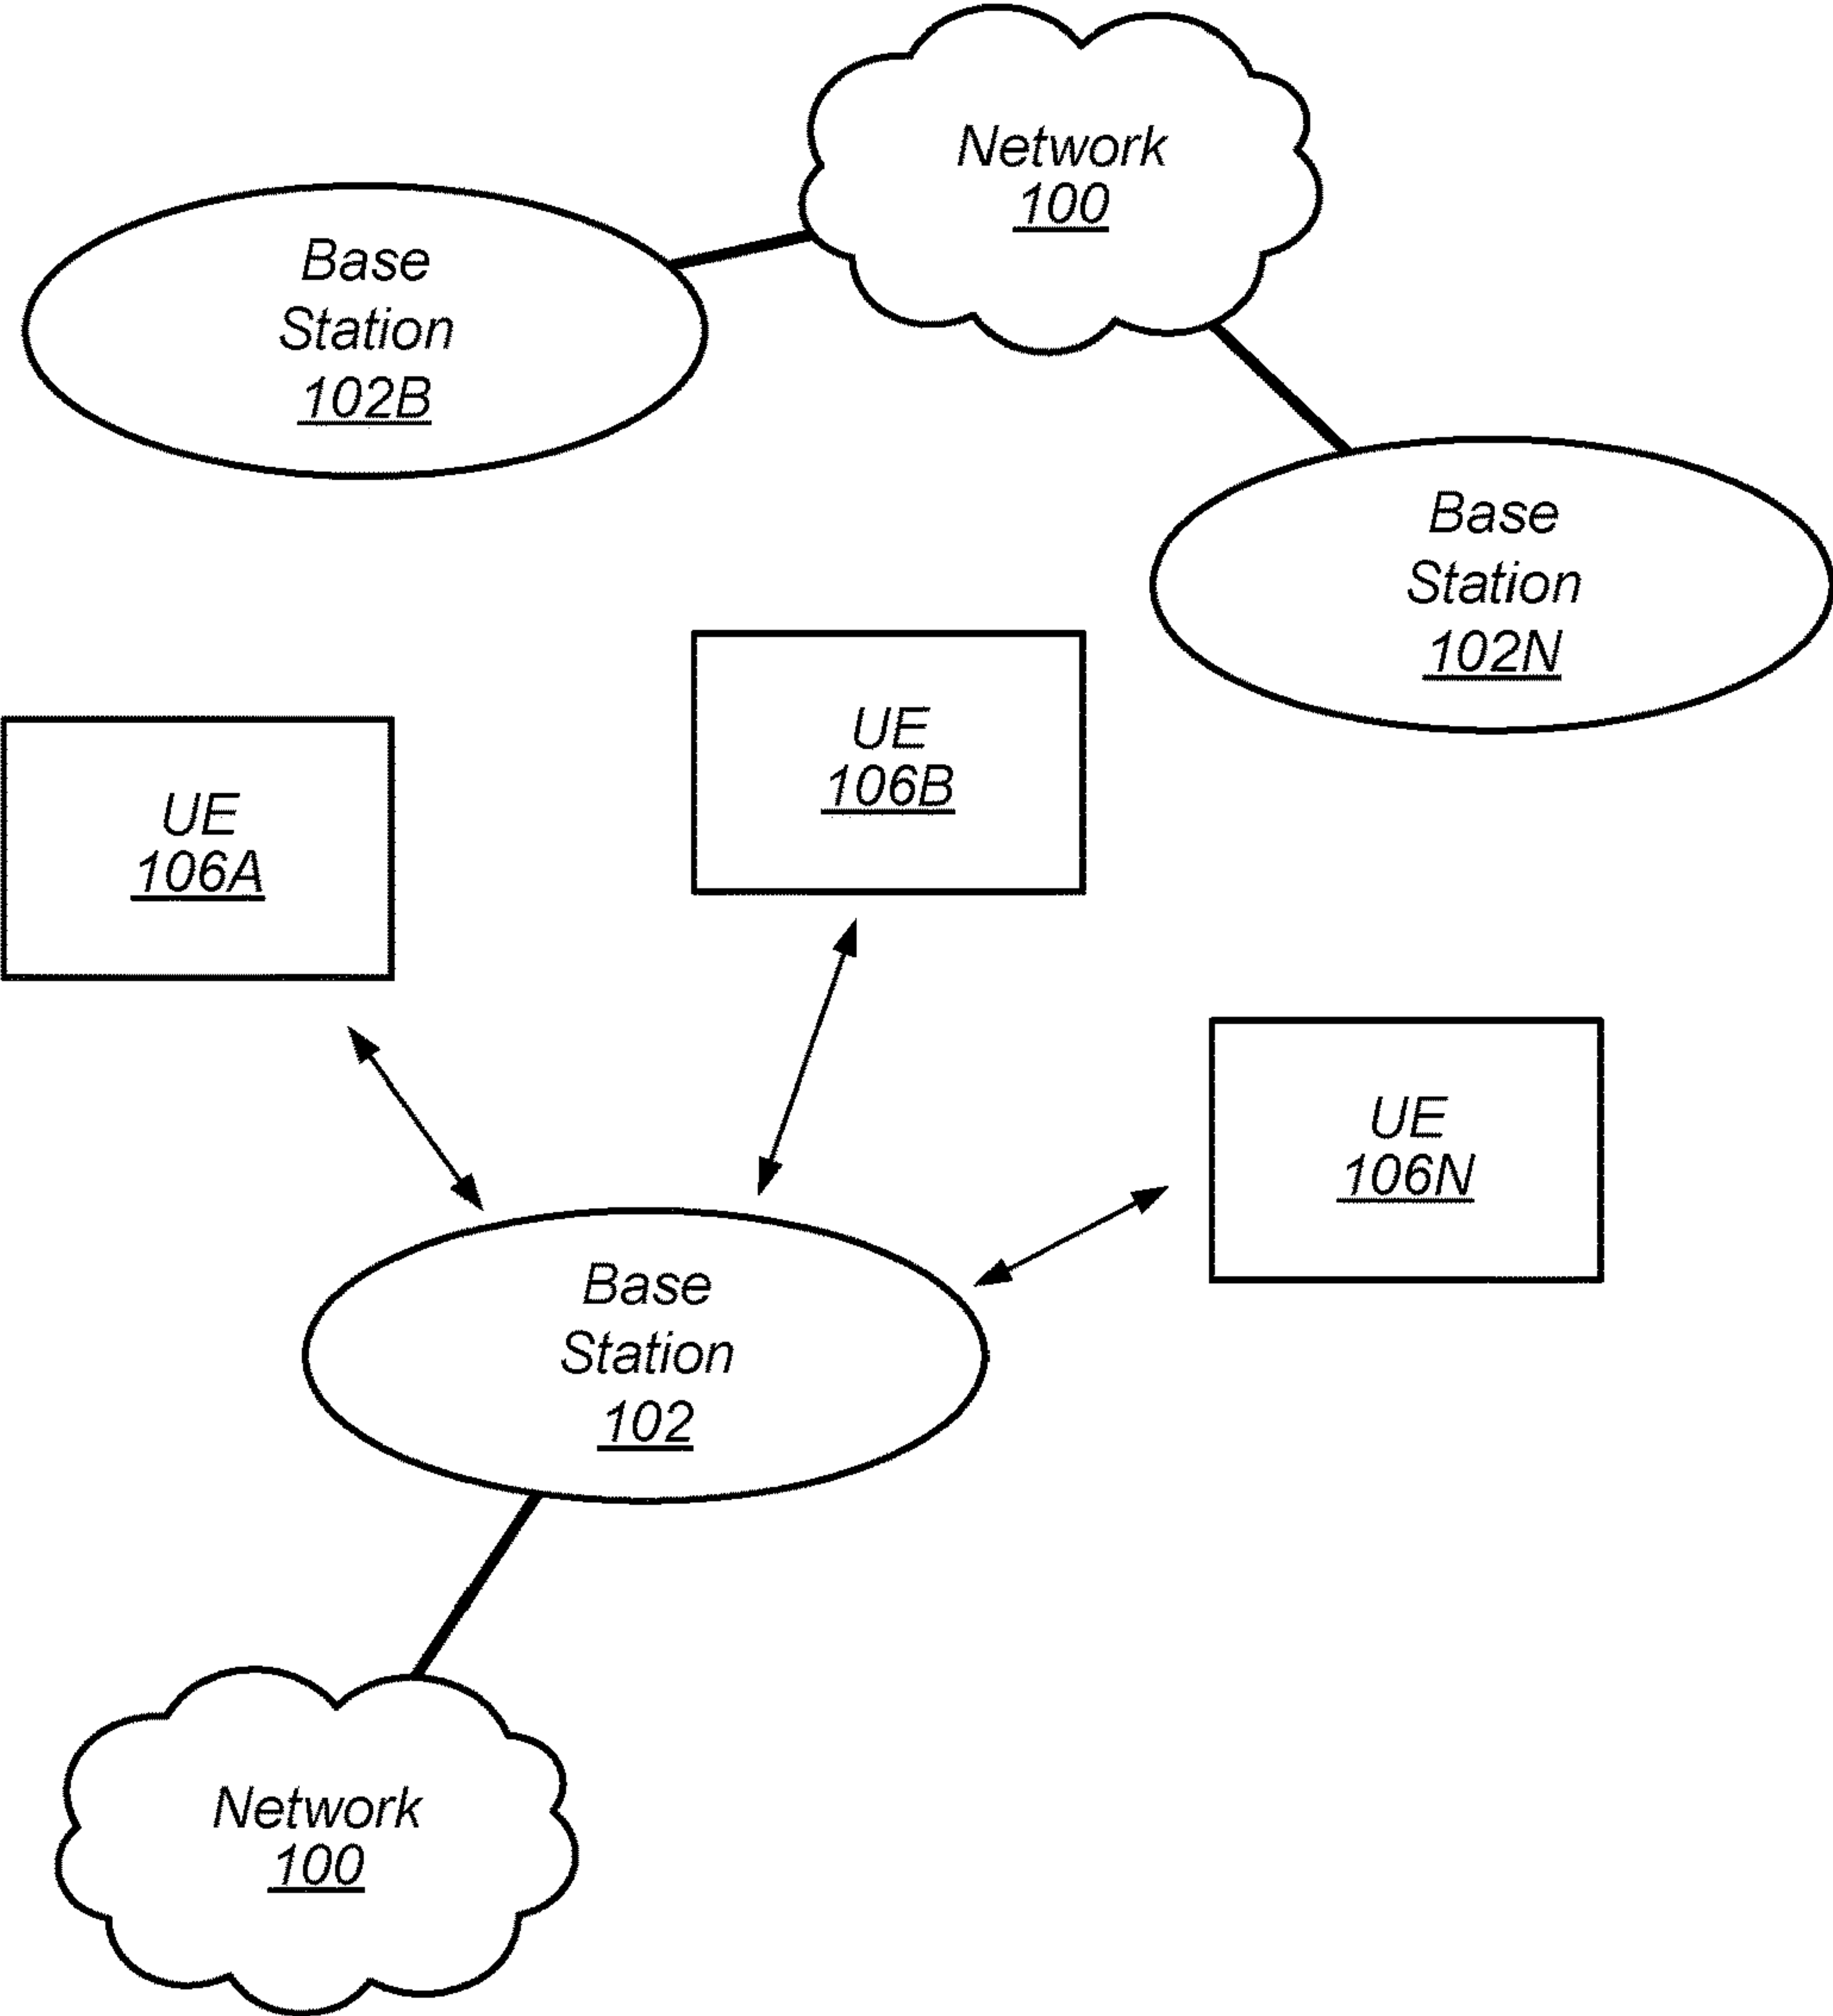 Network
100
Base
Station
102B
Base
Station
102N
UE
106B
UE
106A
UE
106N
Base
Station
102
Network
100